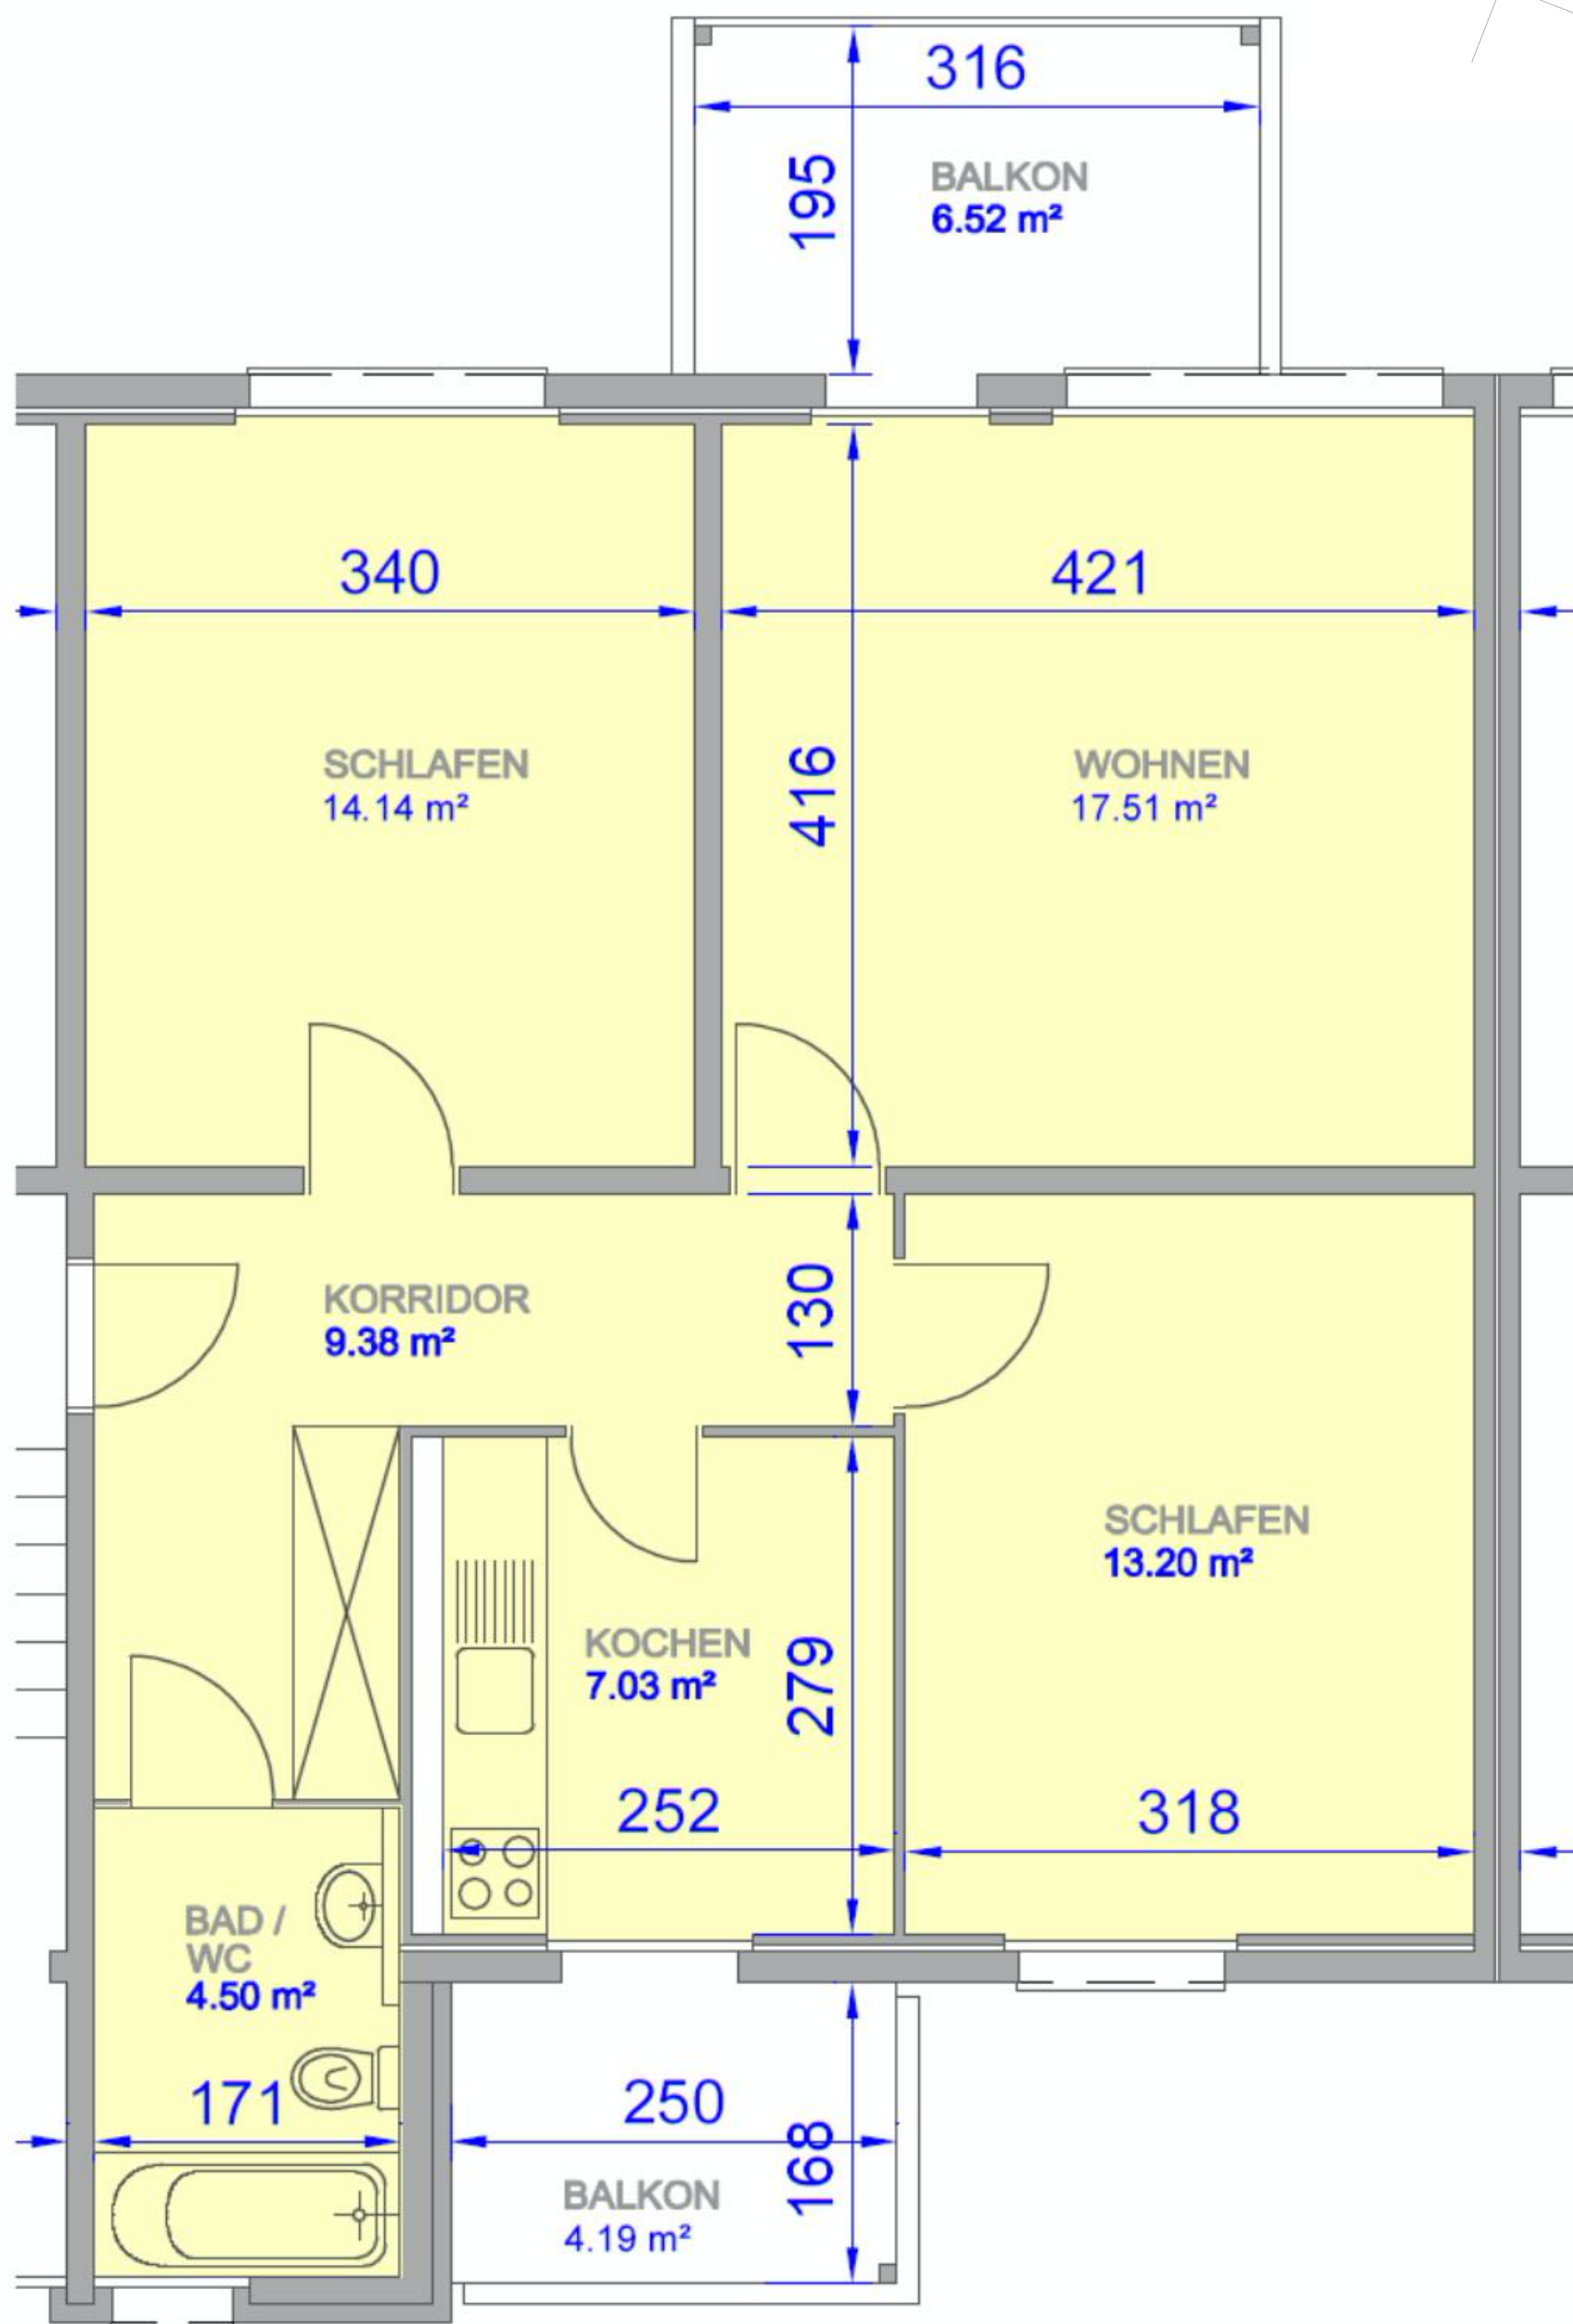 316
195
BALKON
6.52 m²
340
421
416
SCHLAFEN
14.14 m²
WOHNEN
17.51 m²
KORRIDOR
9.38 m²
130
SCHLAFEN
13.20 m²
KOCHEN
7.03 m²
279
252
318
BAD /
WC
4.50 m²
171
250
168
BALKON
4.19 m²